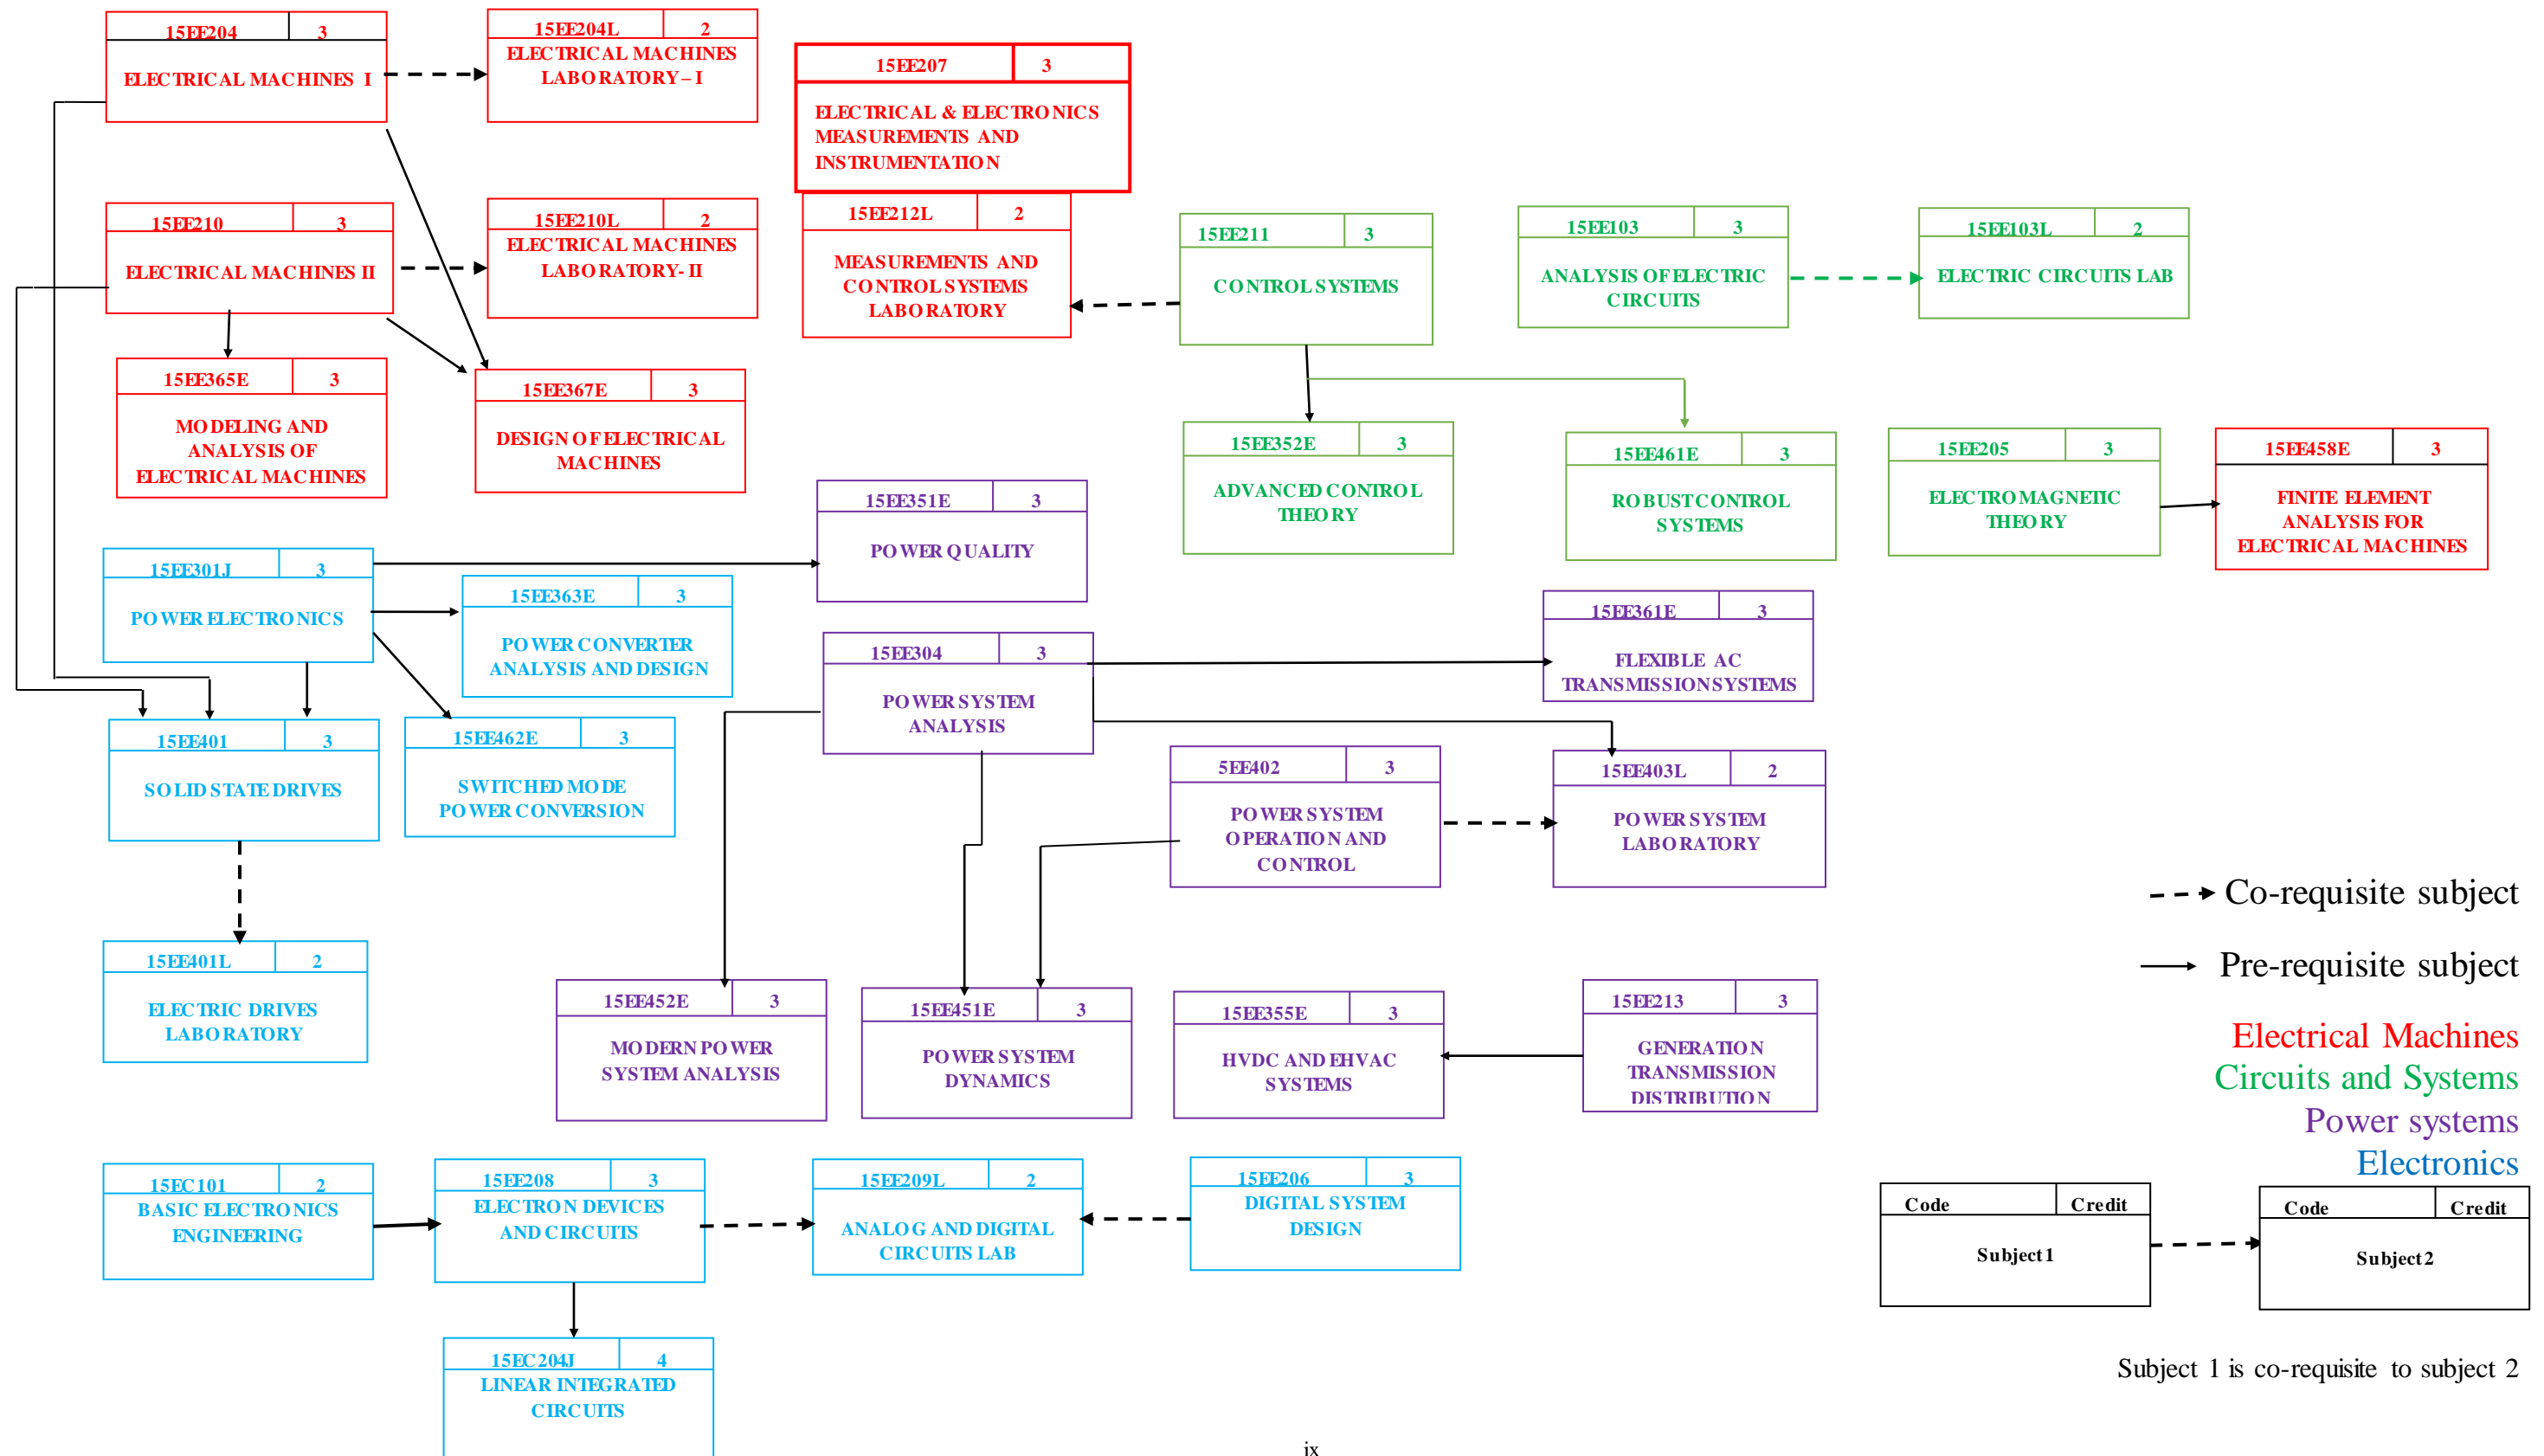 15EE204 3
ELECTRICAL MACHINES I
15EE204L 2
ELECTRICAL MACHINES
LABORATORY – I
15EE207 3
ELECTRICAL & ELECTRONICS
MEASUREMENTS AND
INSTRUMENTATION
15EE210 3
ELECTRICAL MACHINES II
15EE210L 2
ELECTRICAL MACHINES
LABORATORY- II
15EE212L 2
MEASUREMENTS AND
CONTROL SYSTEMS
LABORATORY
15EE211 3
CONTROL SYSTEMS
15EE103 3
ANALYSIS OF ELECTRIC
CIRCUITS
15EE103L 2
ELECTRIC CIRCUITS LAB
15EE365E 3
MODELING AND
ANALYSIS OF
ELECTRICAL MACHINES
15EE367E 3
DESIGN OF ELECTRICAL
MACHINES
15EE352E 3
ADVANCED CONTROL
THEORY
15EE461E 3
ROBUST CONTROL
SYSTEMS
15EE205 3
ELECTROMAGNETIC
THEORY
15EE458E 3
FINITE ELEMENT
ANALYSIS FOR
ELECTRICAL MACHINES
15EE351E 3
POWER QUALITY
15EE301J 3
POWER ELECTRONICS
15EE363E 3
POWER CONVERTER
ANALYSIS AND DESIGN
15EE304 3
POWER SYSTEM
ANALYSIS
15EE361E 3
FLEXIBLE AC
TRANSMISSION SYSTEMS
15EE401 3
SOLID STATE DRIVES
15EE462E 3
SWITCHED MODE
POWER CONVERSION
5EE402 3
POWER SYSTEM
OPERATION AND
CONTROL
15EE403L 2
POWER SYSTEM
LABORATORY
Co-requisite subject
Pre-requisite subject
15EE401L 2
ELECTRIC DRIVES
LABORATORY
15EE452E 3
MODERN POWER
SYSTEM ANALYSIS
15EE451E 3
POWER SYSTEM
DYNAMICS
15EE355E 3
HVDC AND EHVAC
SYSTEMS
15EE213 3
GENERATION
TRANSMISSION
DISTRIBUTION
Electrical Machines
Circuits and Systems
Power systems
Electronics
15EC101 2
BASIC ELECTRONICS
ENGINEERING
15EE208 3
ELECTRON DEVICES
AND CIRCUITS
15EE209L 2
ANALOG AND DIGITAL
CIRCUITS LAB
15EE206 3
DIGITAL SYSTEM
DESIGN
Code Credit
Subject 1
Code Credit
Subject 2
15EC204J 4
LINEAR INTEGRATED
CIRCUITS
Subject 1 is co-requisite to subject 2
ix